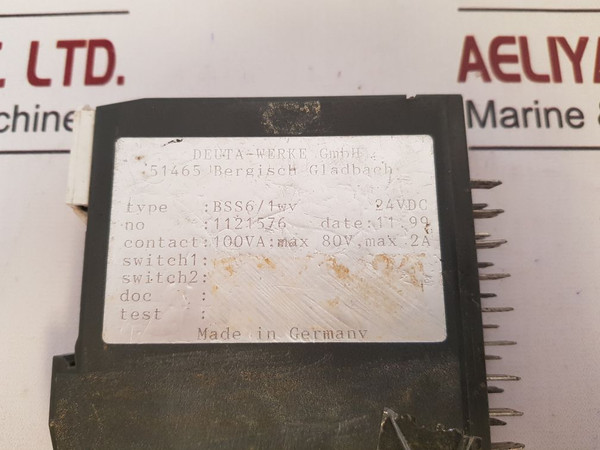 E LTD.
AELIYA
chine
Marine &
DEUTA-WERKE GmbH
51465 Bergisch Gladbach
type :BSS6/1wv 24VDC
no :1121576 date:11.99
contact:100VA:max 80V,max 2A
switch1:
switch2:
doc :
test :
Made in Germany